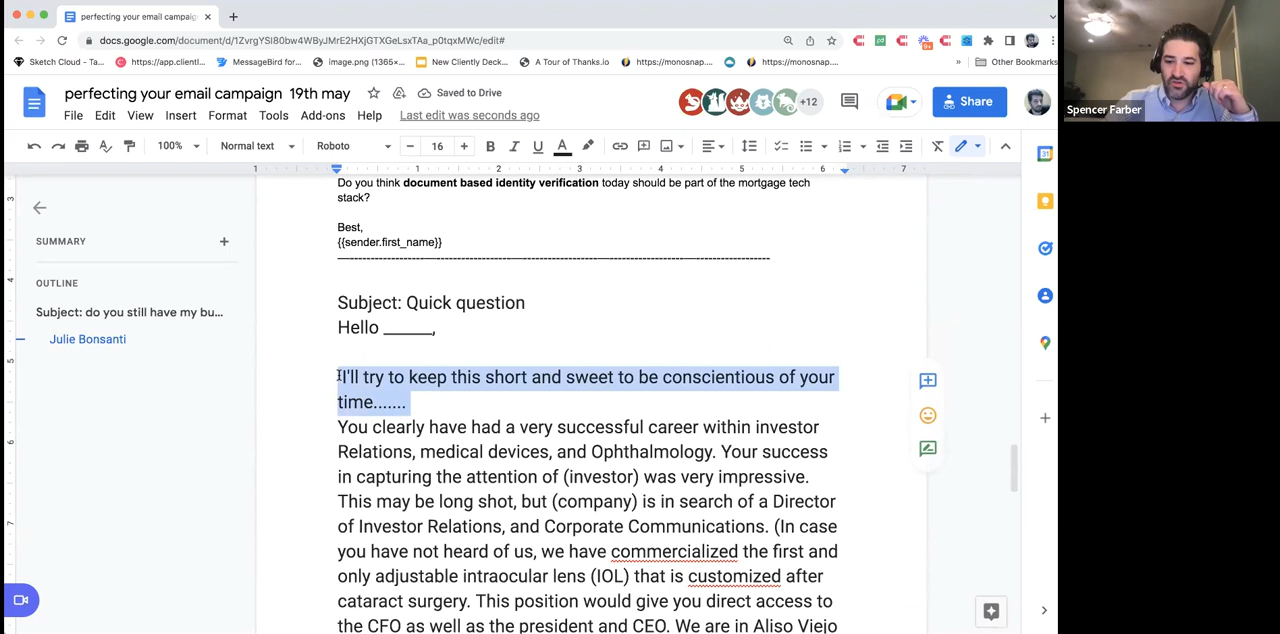 perfecting your email campaign
docs.google.com/document/d/1ZvrgYSI80bw4WByJMrE2HXjGTXGeLsxTAa_p0tqxMWc/edit#
Sketch Cloud - Ta...
https://app.clientl...
MessageBird for...
image.png (1365×...
New Cliently Deck...
A Tour of Thanks.io
https://monosnap....
https://monosnap....
»
Other Bookmarks
perfecting your email campaign 19th may
Saved to Drive
+12
Share
Spencer Farber
File Edit View Insert Format Tools Add-ons Help Last edit was seconds ago
100% Normal text Roboto 16
1 1 2 3 4 5 6 7
Do you think document based identity verification today should be part of the mortgage tech
stack?
SUMMARY
Best,
{{sender.first_name}}
OUTLINE
Subject: do you still have my bu...
Julie Bonsanti
Subject: Quick question
Hello ______,
I'll try to keep this short and sweet to be conscientious of your
time.......
You clearly have had a very successful career within investor
Relations, medical devices, and Ophthalmology. Your success
in capturing the attention of (investor) was very impressive.
This may be long shot, but (company) is in search of a Director
of Investor Relations, and Corporate Communications. (In case
you have not heard of us, we have commercialized the first and
only adjustable intraocular lens (IOL) that is customized after
cataract surgery. This position would give you direct access to
the CFO as well as the president and CEO. We are in Aliso Viejo